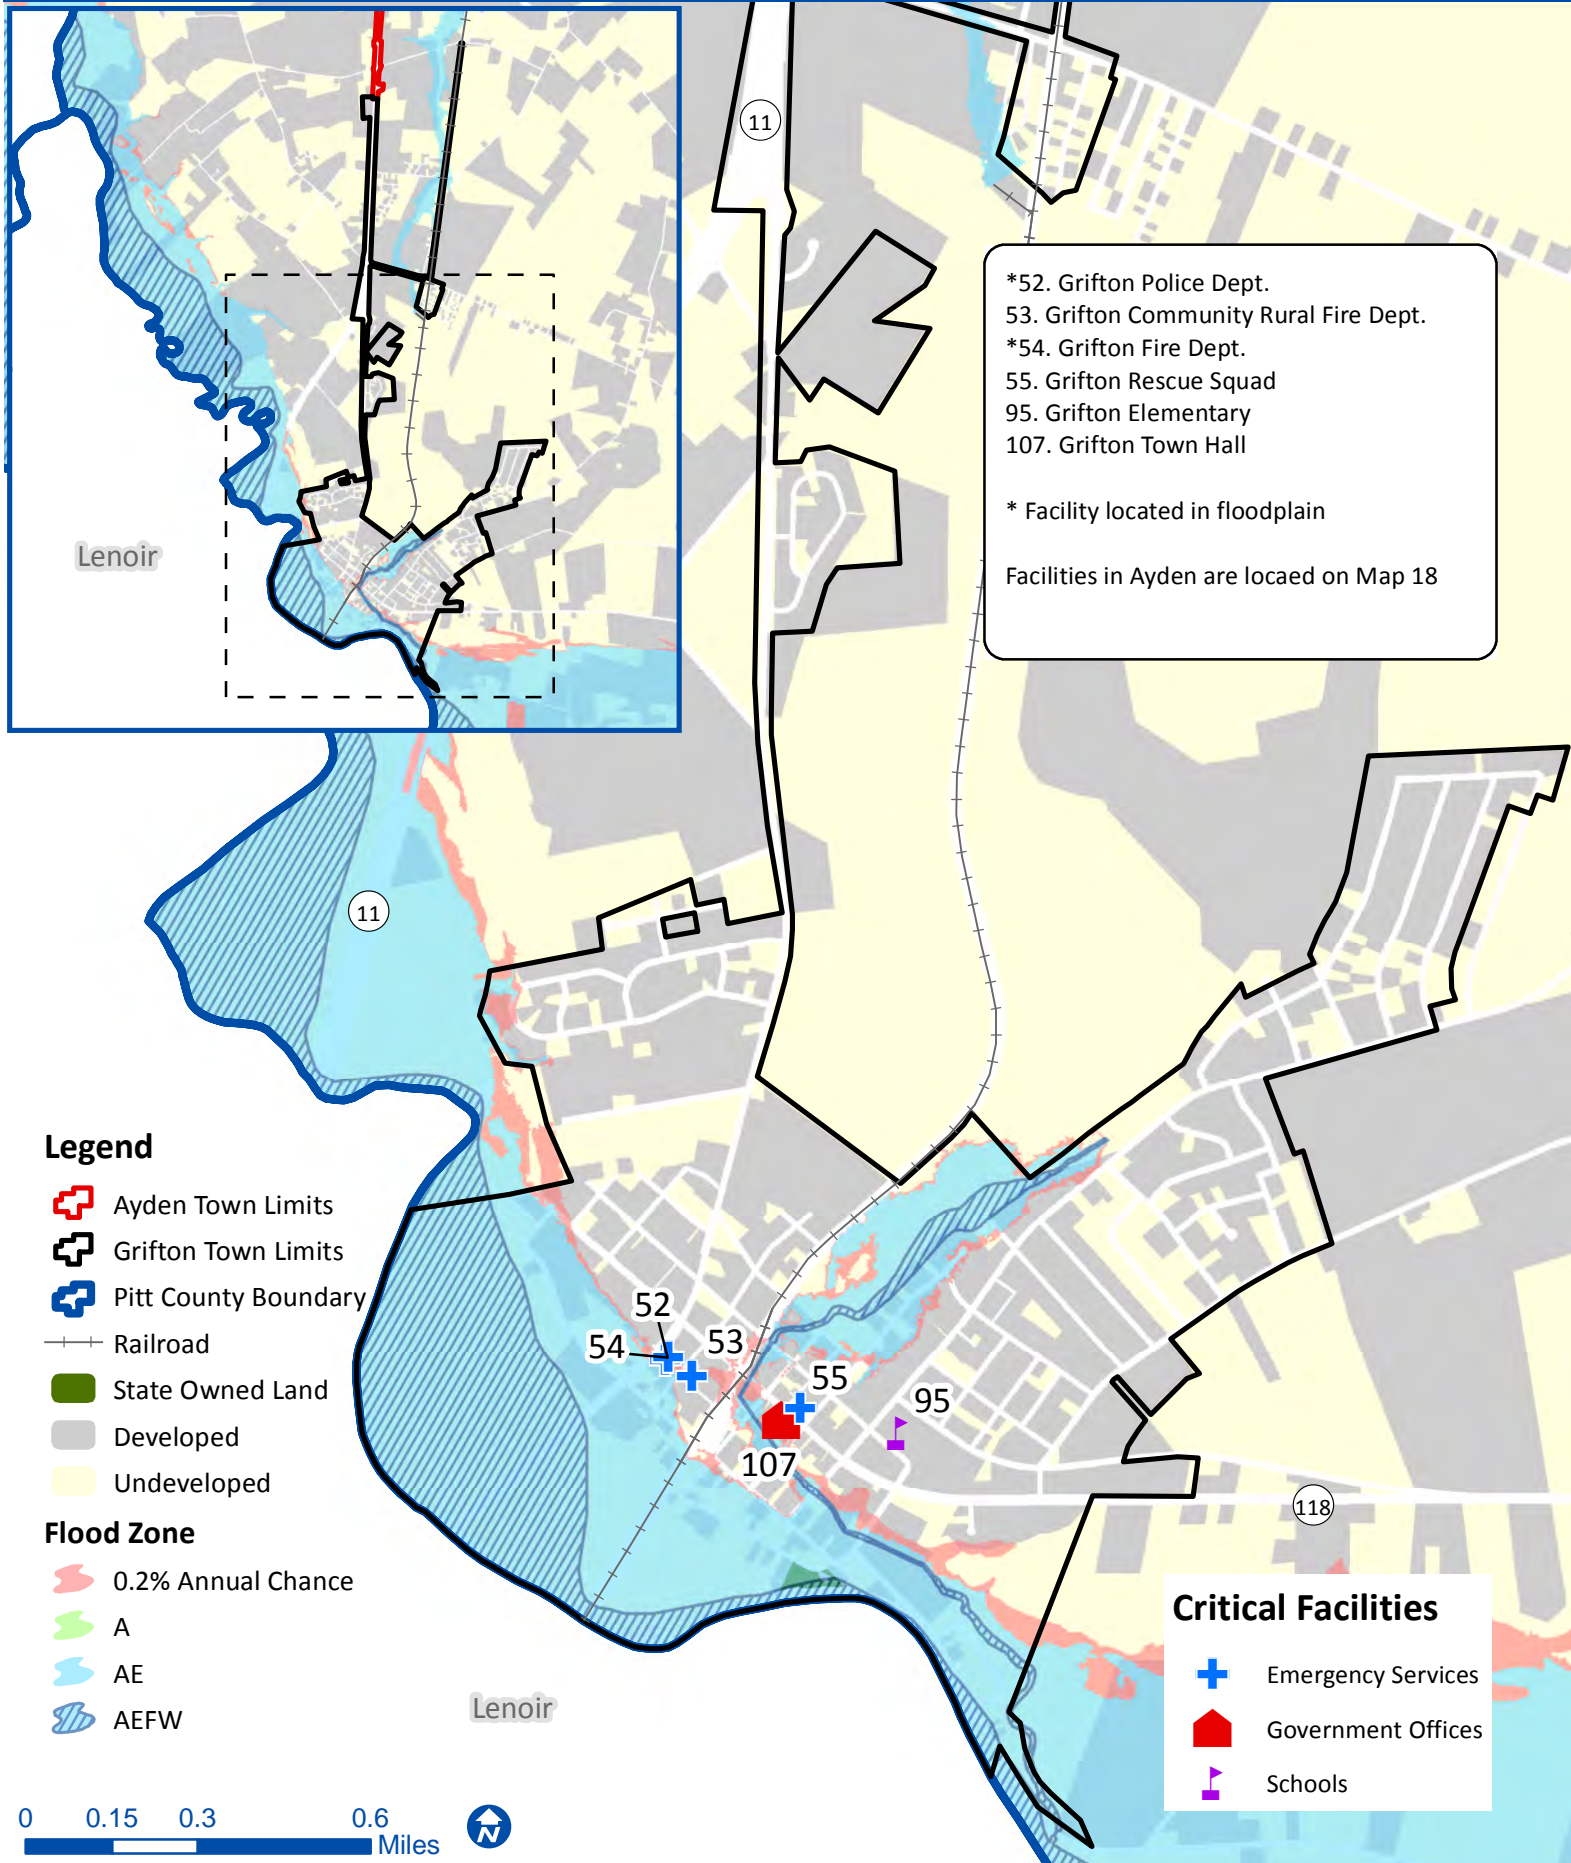 11
*52. Grifton Police Dept.
53. Grifton Community Rural Fire Dept.
*54. Grifton Fire Dept.
55. Grifton Rescue Squad
95. Grifton Elementary
107. Grifton Town Hall
* Facility located in floodplain
Facilities in Ayden are locaed on Map 18
Lenoir
11
52
54
53
55
95
107
118
Legend
Ayden Town Limits
Grifton Town Limits
Pitt County Boundary
Railroad
State Owned Land
Developed
Undeveloped
Flood Zone
0.2% Annual Chance
A
AE
AEFW
Lenoir
Critical Facilities
Emergency Services
Government Offices
Schools
0 0.15 0.3 0.6
Miles
N